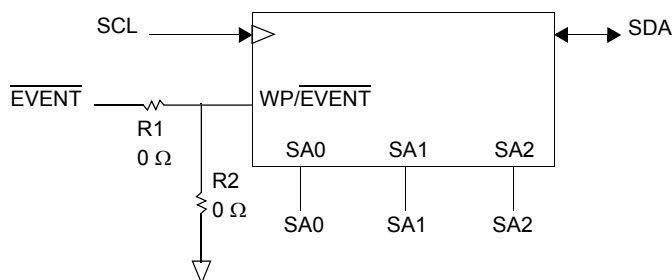 SCL
SDA
EVENT
WP/EVENT
R1
0 Ω
SA0 SA1 SA2
R2
0 Ω
SA0 SA1 SA2